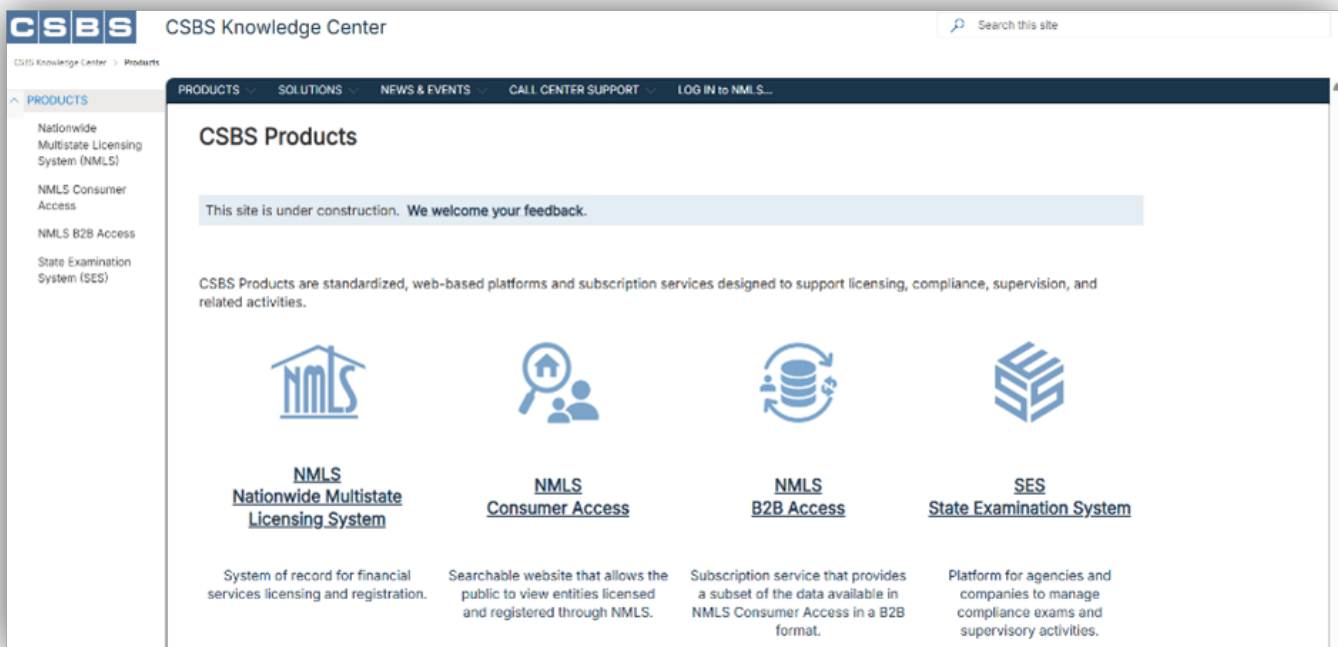 CSBS CSBS Knowledge Center
Search this site
CSBS Knowledge Center > Products
PRODUCTS
Nationwide
Multistate Licensing
System (NMLS)
NMLS Consumer
Access
NMLS B2B Access
State Examination
System (SES)
PRODUCTS SOLUTIONS NEWS & EVENTS CALL CENTER SUPPORT LOG IN to NMLS...
CSBS Products
This site is under construction. We welcome your feedback.
CSBS Products are standardized, web-based platforms and subscription services designed to support licensing, compliance, supervision, and
related activities.
NMLS
SES
NMLS
Nationwide Multistate
Licensing System
System of record for financial
services licensing and registration.
NMLS
Consumer Access
Searchable website that allows the
public to view entities licensed
and registered through NMLS.
NMLS
B2B Access
Subscription service that provides
a subset of the data available in
NMLS Consumer Access in a B2B
format.
SES
State Examination System
Platform for agencies and
companies to manage
compliance exams and
supervisory activities.